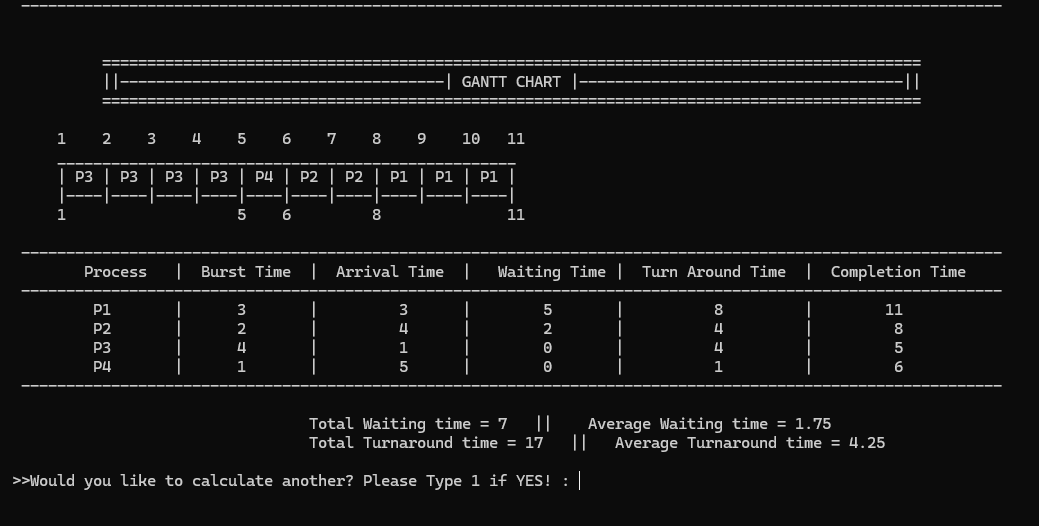 ||------------------------------------| GANTT CHART |------------------------------------||
1 2 3 4 5 6 7 8 9 10 11
| P3 | P3 | P3 | P3 | P4 | P2 | P2 | P1 | P1 | P1 |
|----|----|----|----|----|----|----|----|----|----|
1 5 6 8 11
Process | Burst Time | Arrival Time | Waiting Time | Turn Around Time | Completion Time
P1 | 3 | 3 | 5 | 8 | 11
P2 | 2 | 4 | 2 | 4 | 8
P3 | 4 | 1 | 0 | 4 | 5
P4 | 1 | 5 | 0 | 1 | 6
Total Waiting time = 7 || Average Waiting time = 1.75
Total Turnaround time = 17 || Average Turnaround time = 4.25
>>Would you like to calculate another? Please Type 1 if YES! :